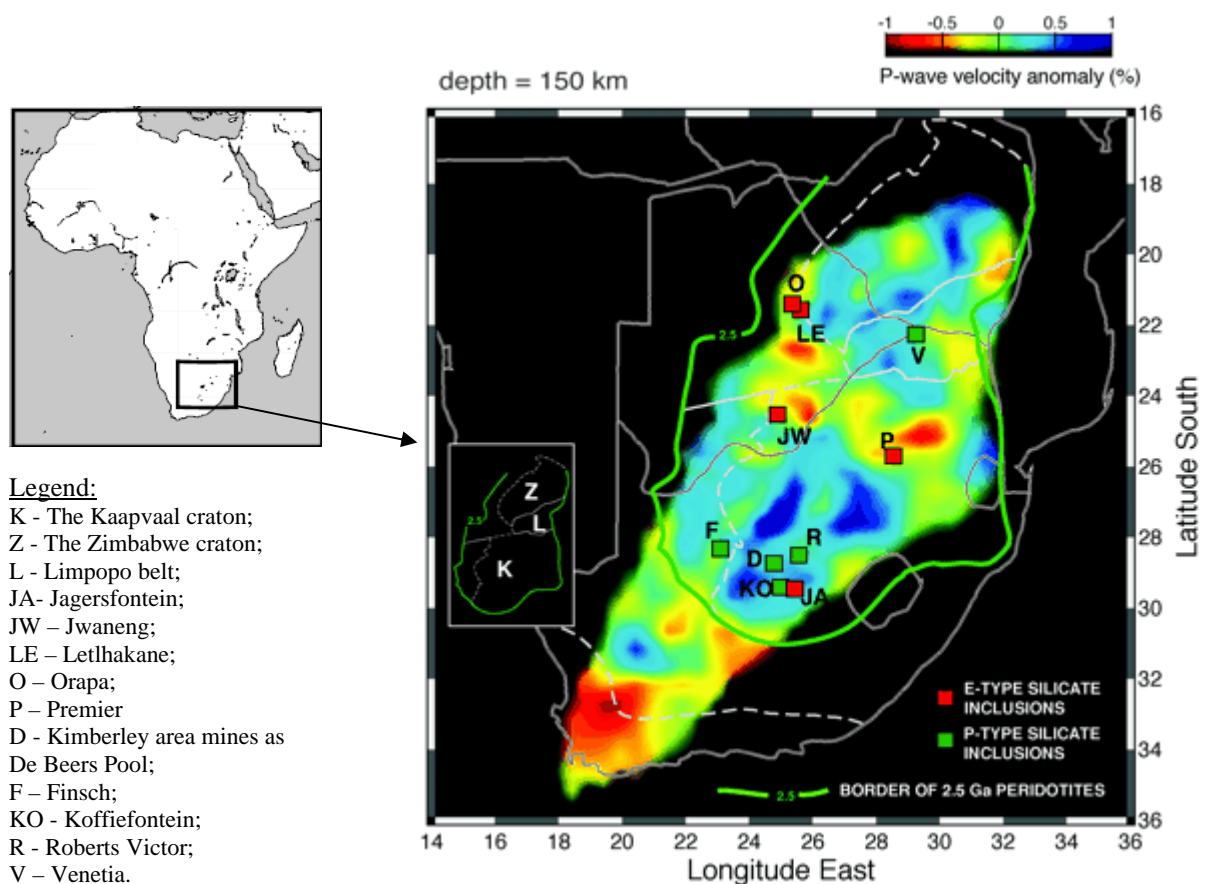 -1 -0.5 0 0.5 1
P-wave velocity anomaly (%)
depth = 150 km
16
18
20
22
24
26
28
30
32
34
36
Latitude South
14 16 18 20 22 24 26 28 30 32 34 36
Longitude East
O
LE
V
JW
P
F
R
D
KO
JA
2.5
E-TYPE SILICATE
INCLUSIONS
P-TYPE SILICATE
INCLUSIONS
2.5 BORDER OF 2.5 Ga PERIDOTITES
Z
2.5
L
K
Legend:
K - The Kaapvaal craton;
Z - The Zimbabwe craton;
L - Limpopo belt;
JA- Jagersfontein;
JW – Jwaneng;
LE – Letlhakane;
O – Orapa;
P – Premier
D - Kimberley area mines as
De Beers Pool;
F – Finsch;
KO - Koffiefontein;
R - Roberts Victor;
V – Venetia.